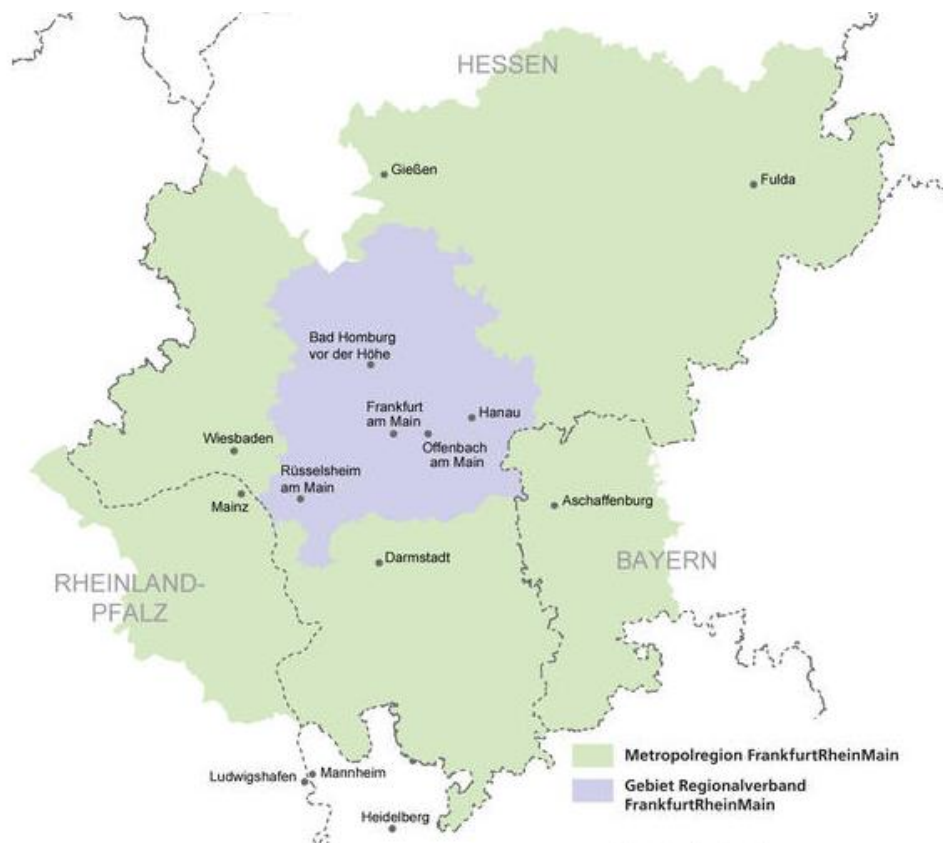 HESSEN
Gießen
Fulda
Bad Homburg
vor der Höhe
Frankfurt
am Main
Hanau
Offenbach
am Main
Wiesbaden
Rüsselsheim
am Main
Mainz
Aschaffenburg
Darmstadt
BAYERN
RHEINLAND-
PFALZ
Metropolregion FrankfurtRheinMain
Gebiet Regionalverband
FrankfurtRheinMain
Mannheim
Ludwigshafen
Heidelberg